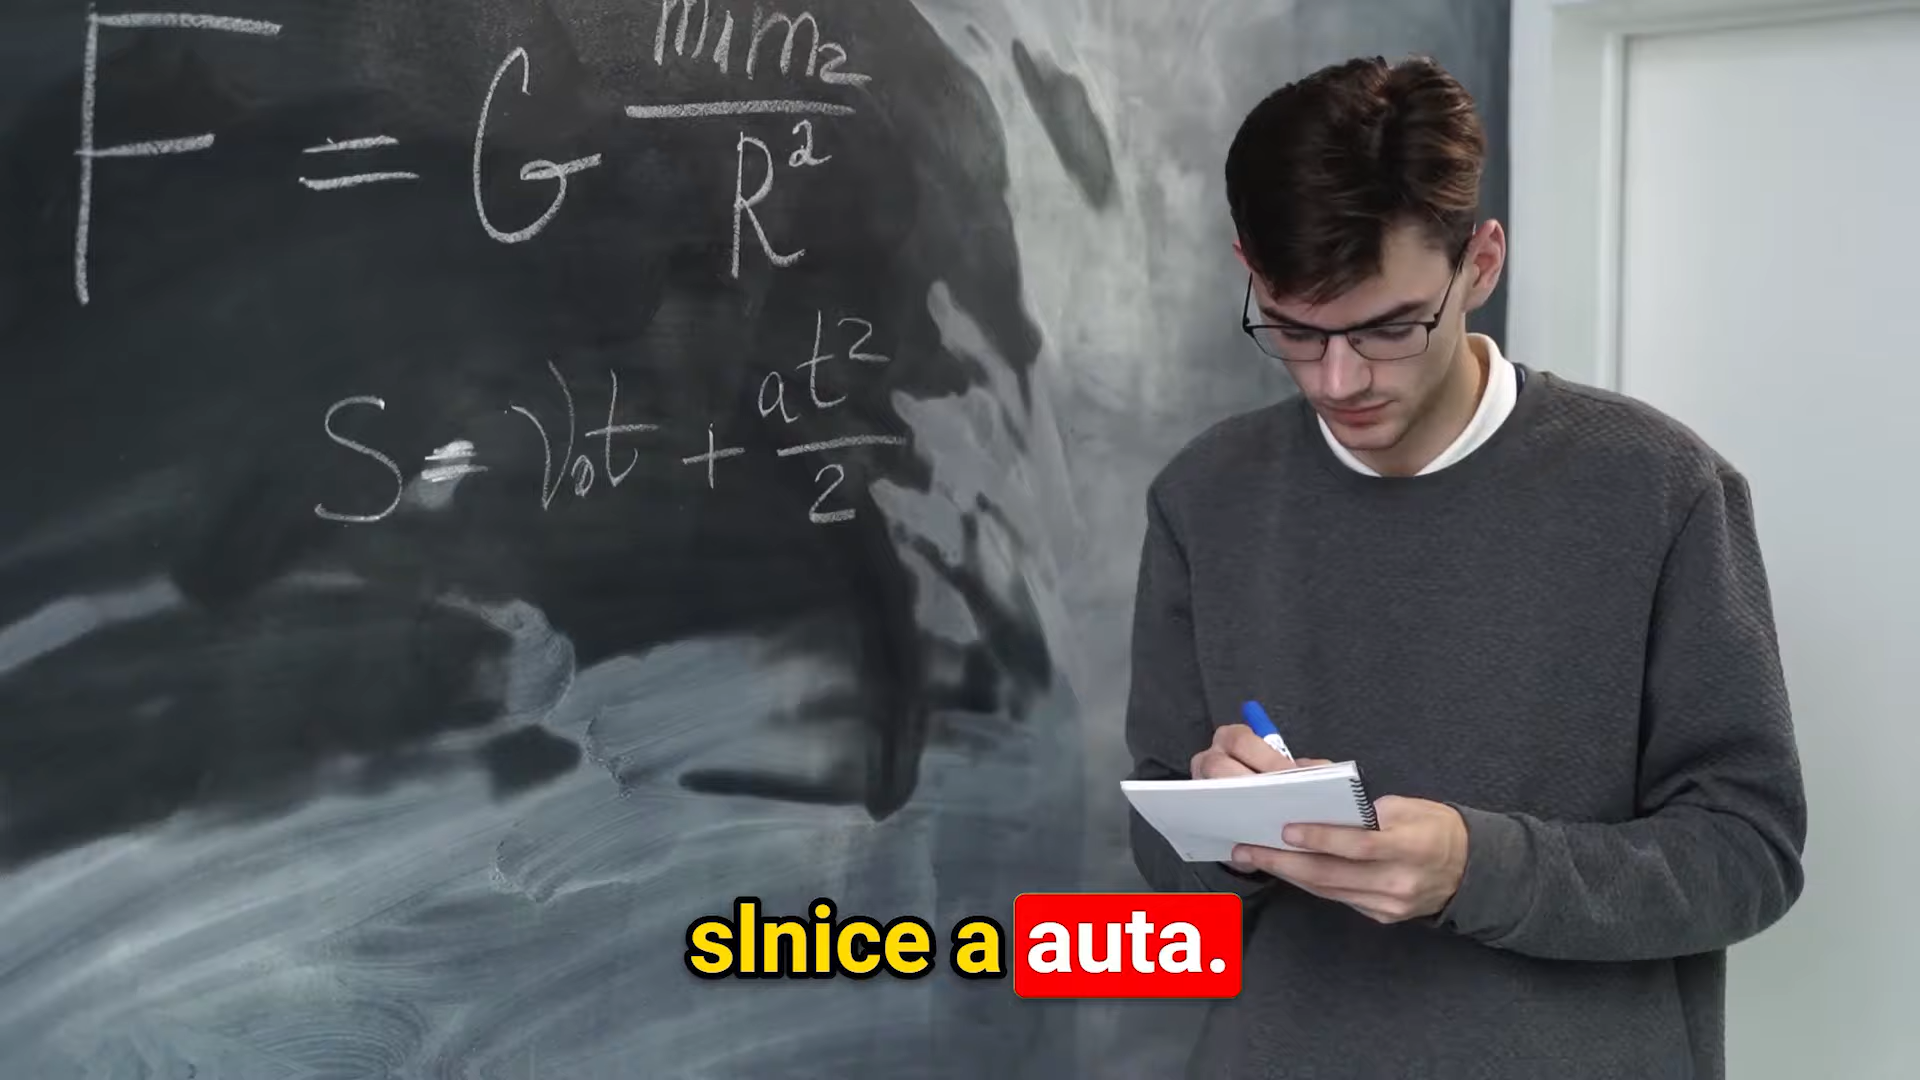 F = G m₁m₂/R²
S = V₀t + at²/2
slnice a auta.